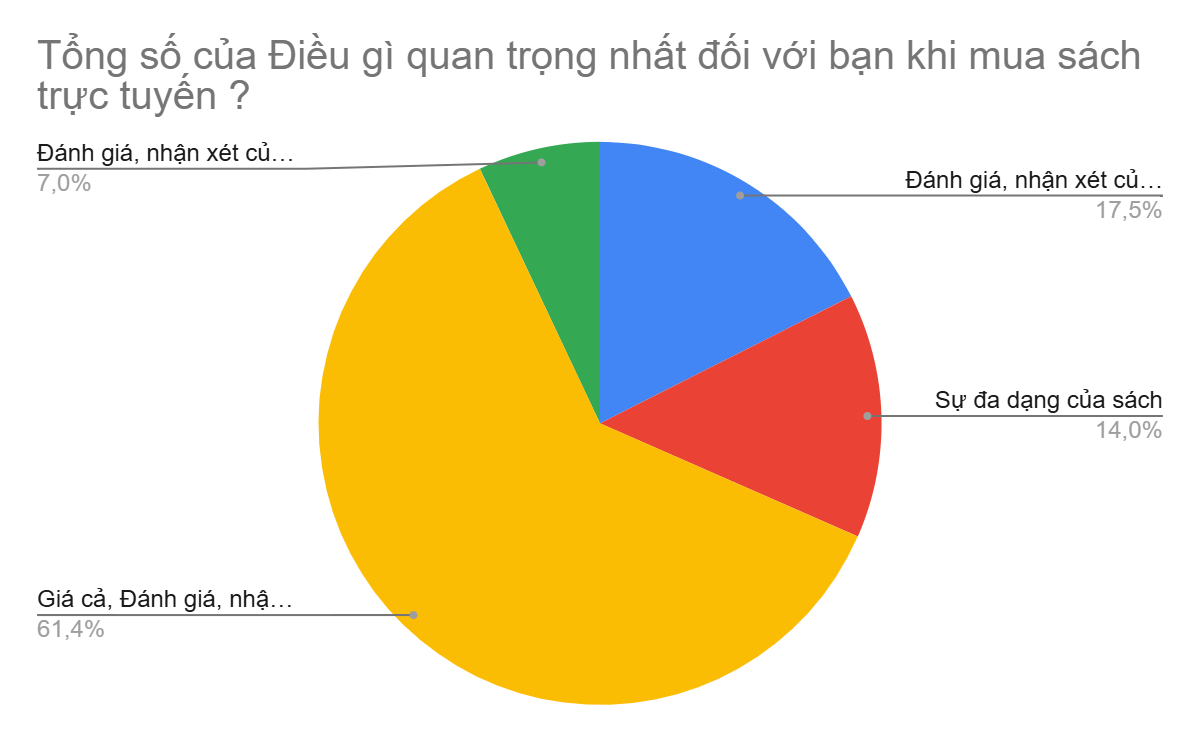 Tổng số của Điều gì quan trọng nhất đối với bạn khi mua sách
trực tuyến ?
Đánh giá, nhận xét củ…
7,0%
Đánh giá, nhận xét củ…
17,5%
Sự đa dạng của sách
14,0%
Giá cả, Đánh giá, nhậ…
61,4%